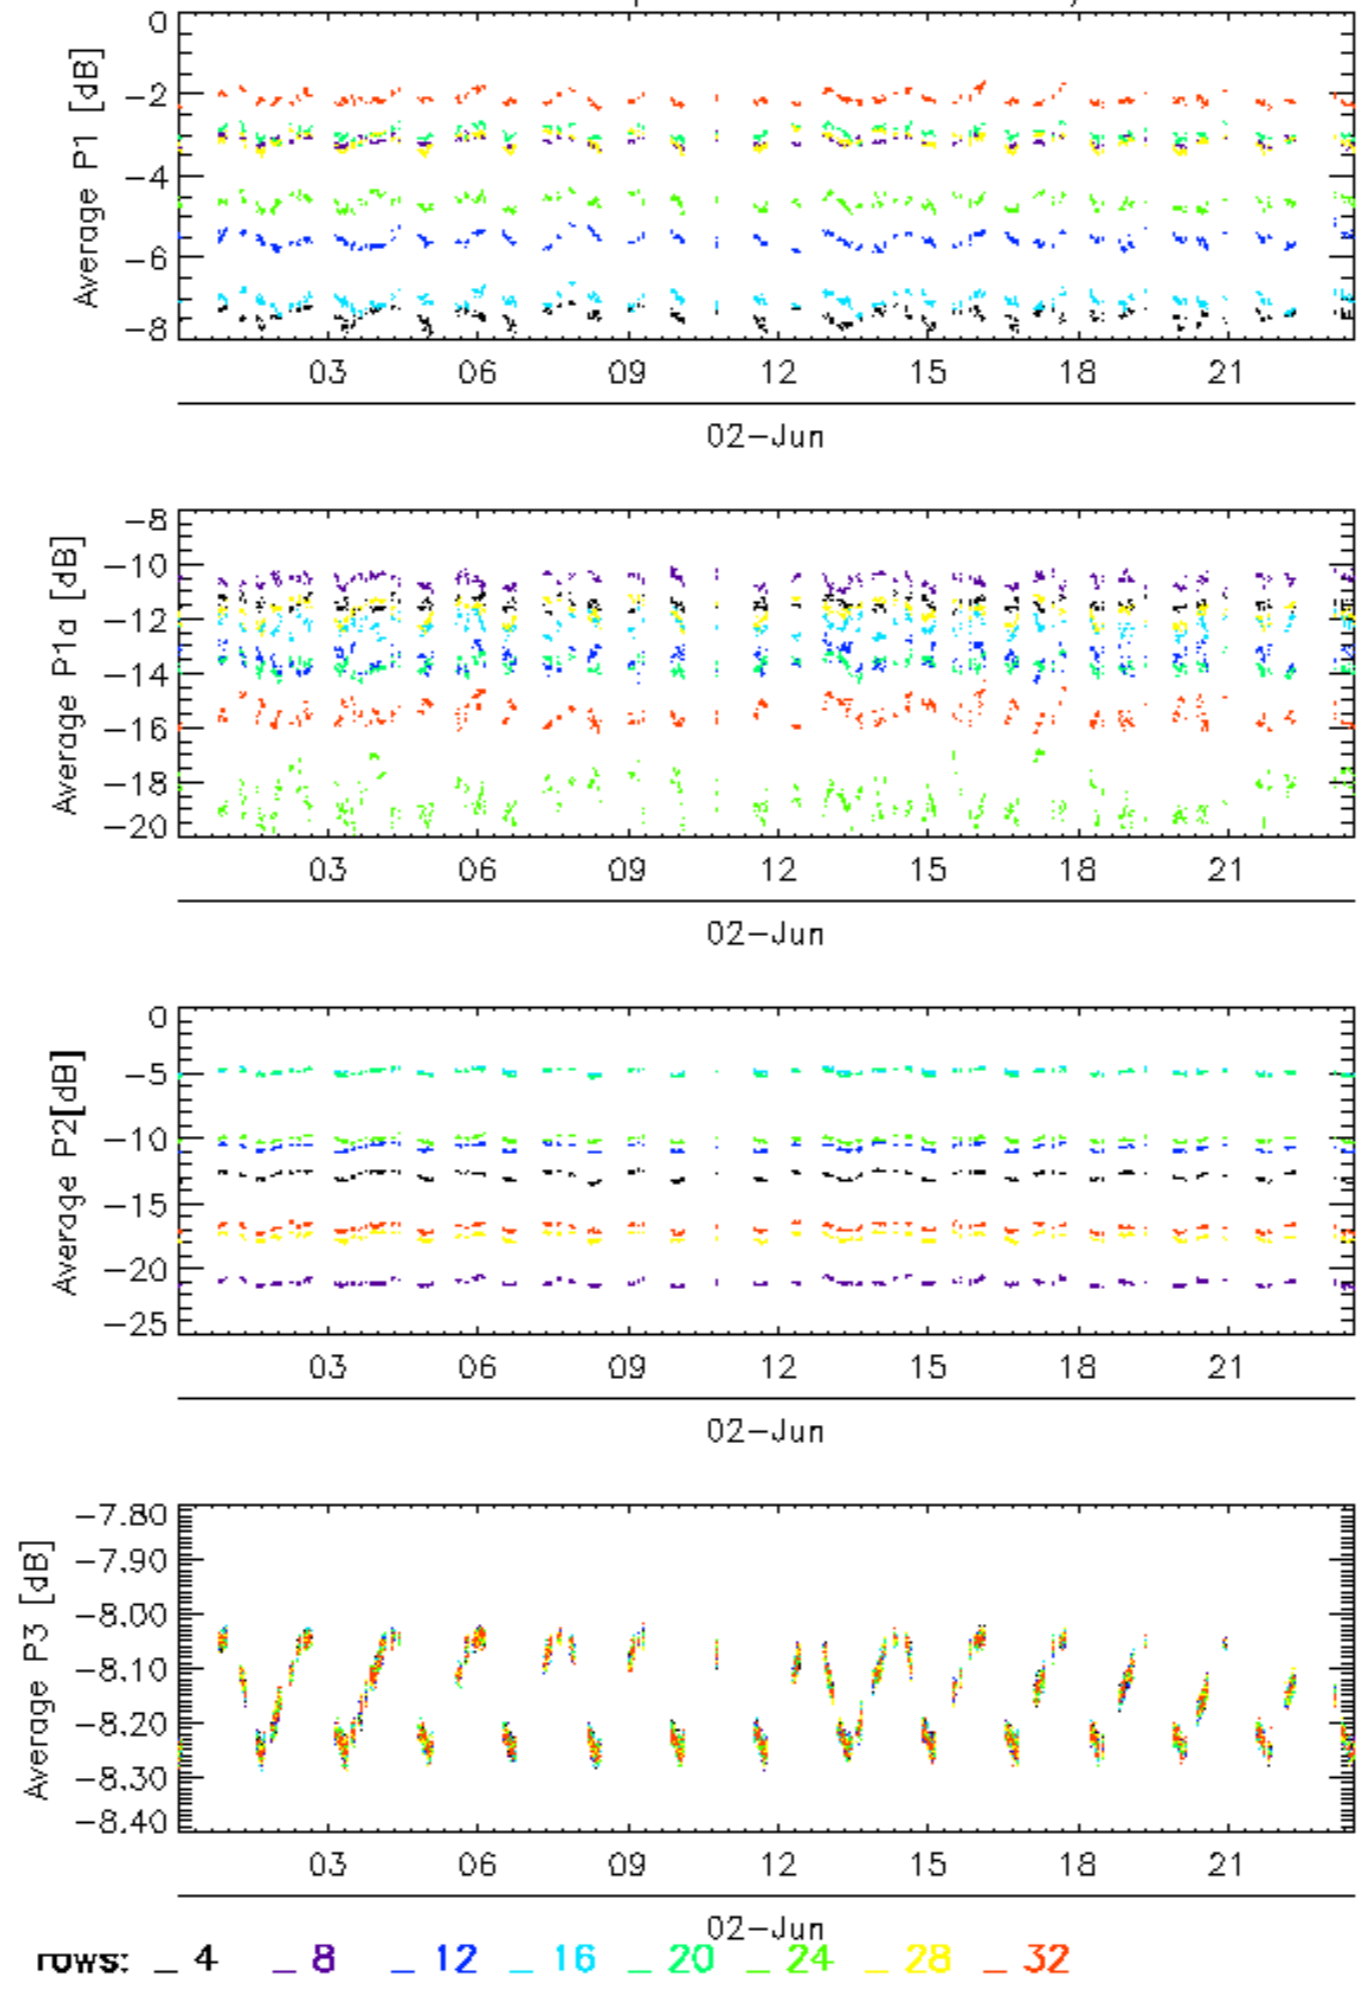 0
−2
−4
−6
−8
Average P1 [dB]
03 06 09 12 15 18 21
02−Jun
−8
−10
−12
−14
−16
−18
−20
Average P1a [dB]
03 06 09 12 15 18 21
02−Jun
0
−5
−10
−15
−20
−25
Average P2[dB]
03 06 09 12 15 18 21
02−Jun
−7.80
−7.90
−8.00
−8.10
−8.20
−8.30
−8.40
Average P3 [dB]
03 06 09 12 15 18 21
02−Jun
rows: _ 4 _ 8 _ 12 _ 16 _ 20 _ 24 _ 28 _ 32